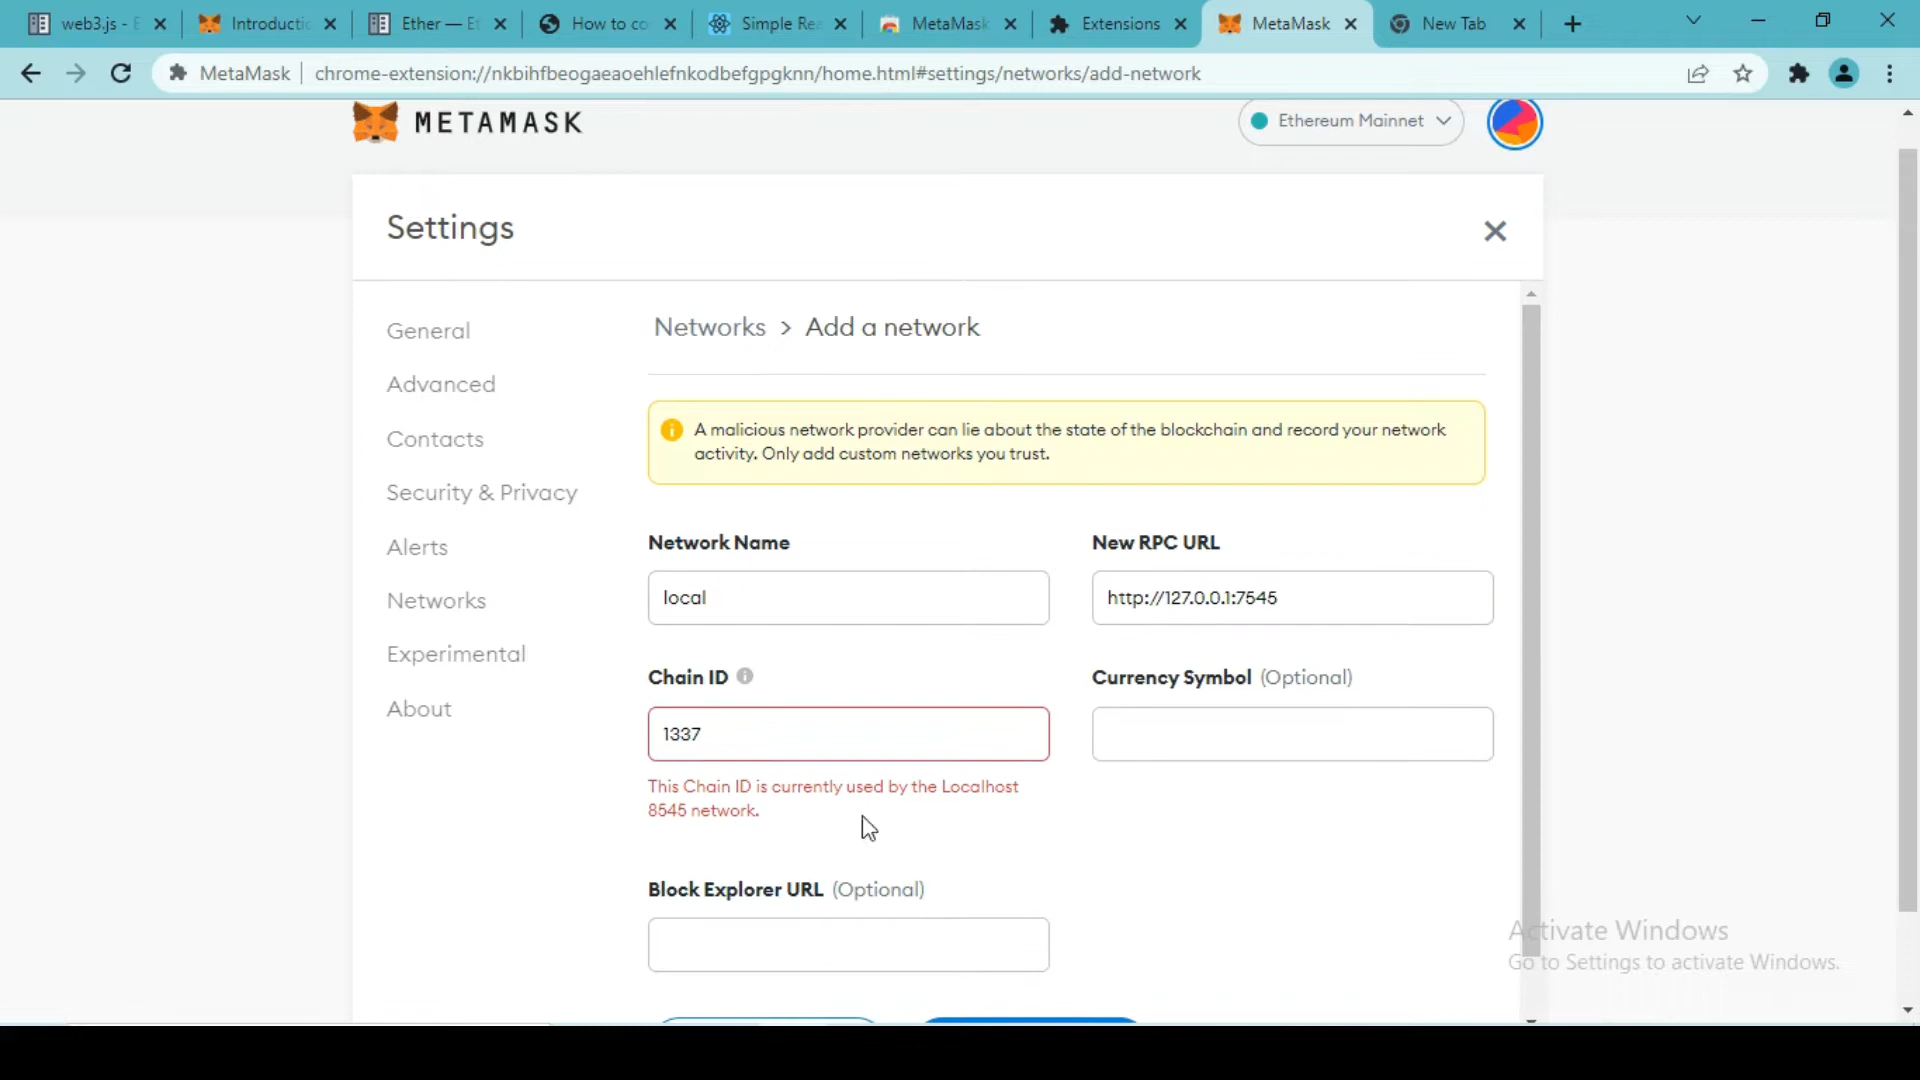 web3.js - E
Introductic
Ether — Et
How to co
Simple Rea
MetaMask
Extensions
MetaMask
New Tab
MetaMask
chrome-extension://nkbihfbeogaeaoehlefnkodbefgpgknn/home.html#settings/networks/add-network
METAMASK
Ethereum Mainnet
Settings
General
Advanced
Contacts
Security & Privacy
Alerts
Networks
Experimental
About
Networks > Add a network
A malicious network provider can lie about the state of the blockchain and record your network
activity. Only add custom networks you trust.
Network Name
local
New RPC URL
http://127.0.0.1:7545
Chain ID
1337
This Chain ID is currently used by the Localhost
8545 network.
Currency Symbol (Optional)
Block Explorer URL (Optional)
Activate Windows
Go to Settings to activate Windows.